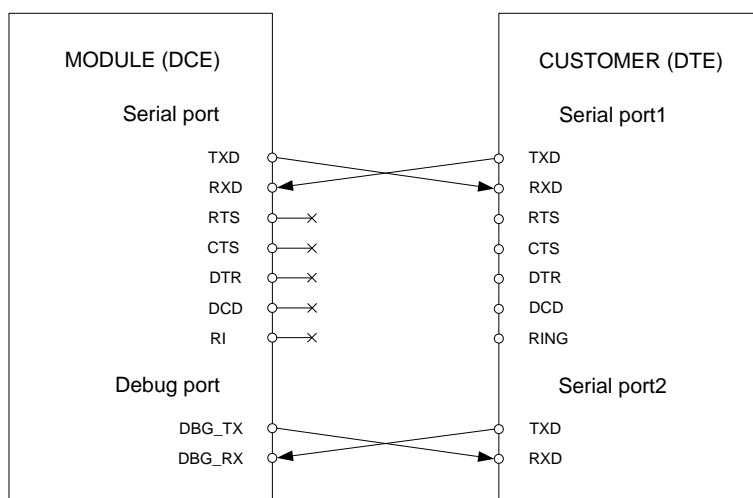 MODULE (DCE)
CUSTOMER (DTE)
Serial port
Serial port1
TXD
TXD
RXD
RXD
RTS
RTS
CTS
CTS
DTR
DTR
DCD
DCD
RI
RING
Debug port
Serial port2
DBG_TX
TXD
DBG_RX
RXD